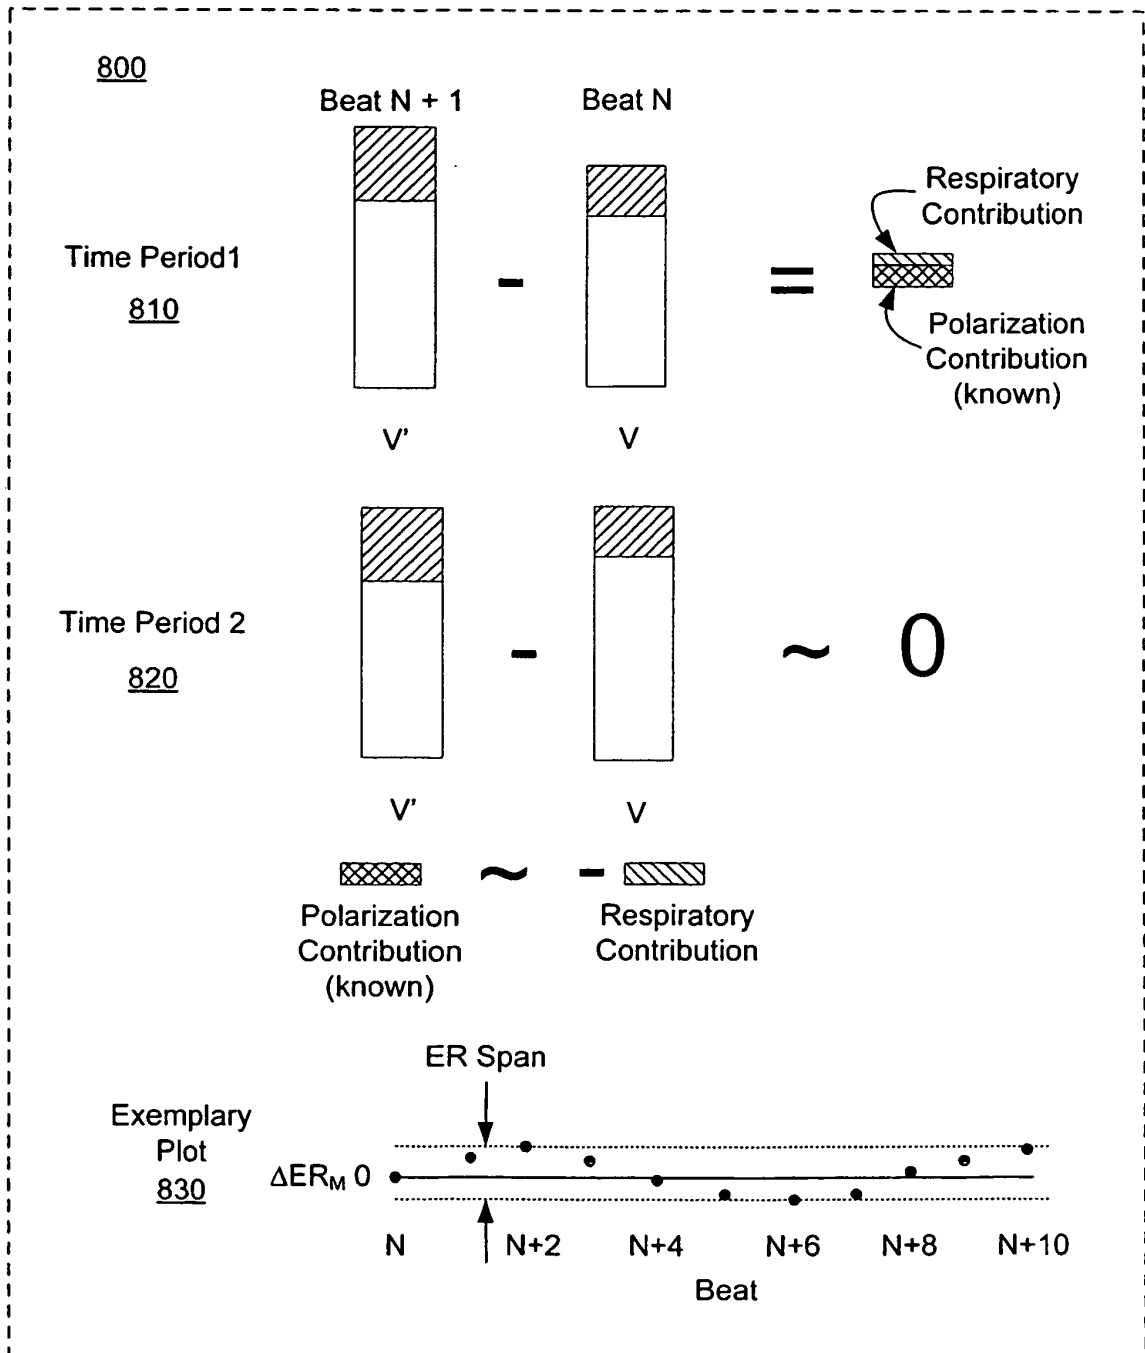 800
Beat N + 1
Beat N
Respiratory
Contribution
Time Period1
810
-
=
Polarization
Contribution
(known)
V'
V
Time Period 2
820
-
~ 0
V'
V
~ -
Polarization
Contribution
(known)
Respiratory
Contribution
ER Span
Exemplary
Plot
830
ΔER_M 0
N
N+2
N+4
N+6
N+8
N+10
Beat